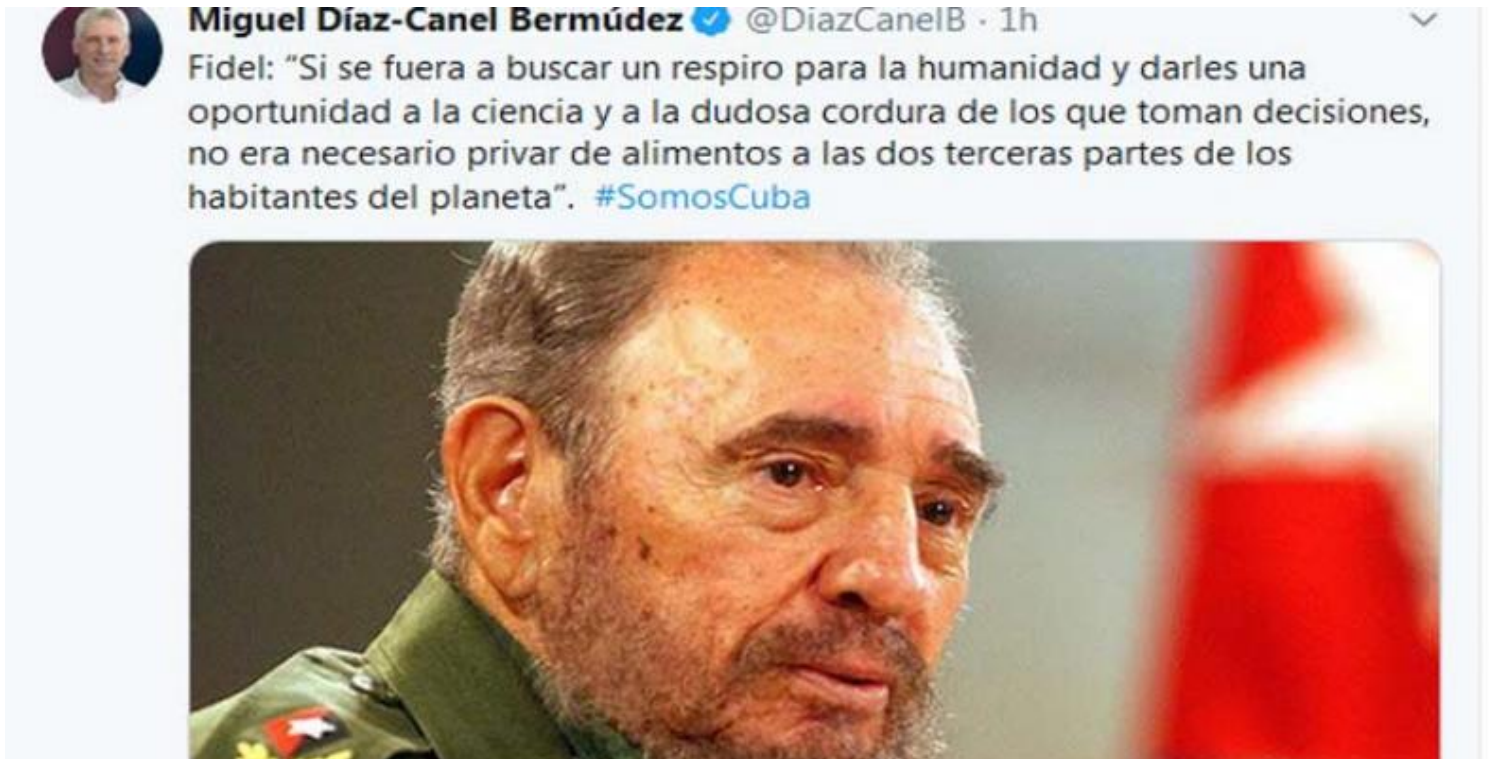 Miguel Díaz-Canel Bermúdez @DiazCanelB · 1h
Fidel: “Si se fuera a buscar un respiro para la humanidad y darles una
oportunidad a la ciencia y a la dudosa cordura de los que toman decisiones,
no era necesario privar de alimentos a las dos terceras partes de los
habitantes del planeta”. #SomosCuba